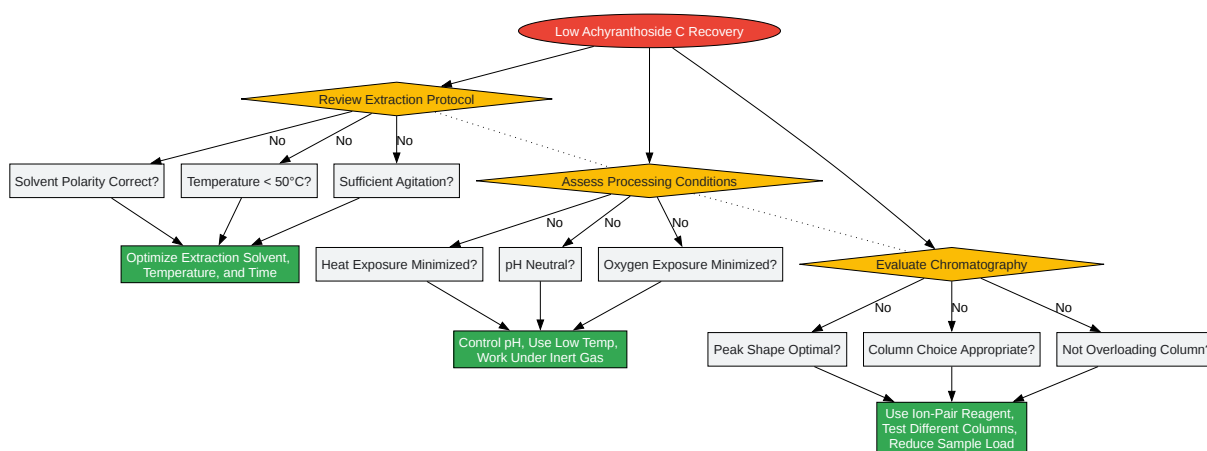 Low Achyranthoside C Recovery
Review Extraction Protocol
No
No
No
Solvent Polarity Correct?
Temperature < 50°C?
Sufficient Agitation?
Assess Processing Conditions
Optimize Extraction Solvent,
Temperature, and Time
No
No
No
Heat Exposure Minimized?
pH Neutral?
Oxygen Exposure Minimized?
Evaluate Chromatography
Control pH, Use Low Temp,
Work Under Inert Gas
No
No
No
Peak Shape Optimal?
Column Choice Appropriate?
Not Overloading Column?
Use Ion-Pair Reagent,
Test Different Columns,
Reduce Sample Load